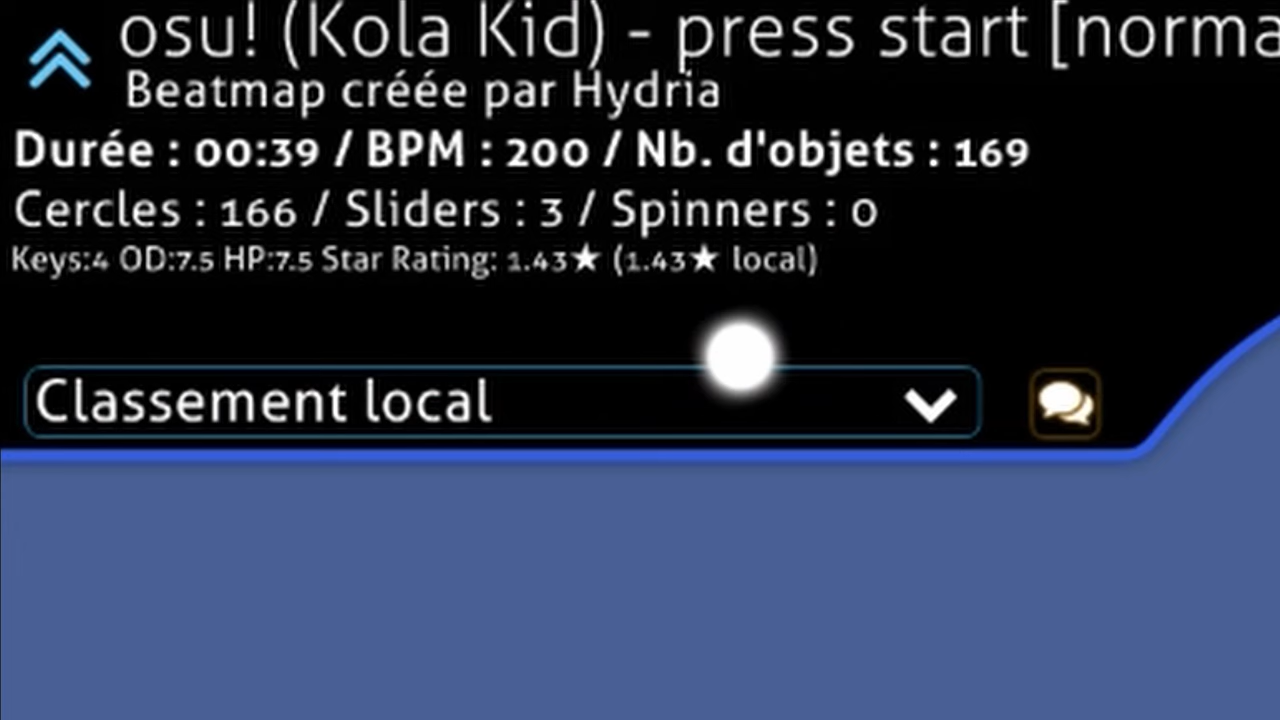 osu! (Kola Kid) - press start [norma
Beatmap créée par Hydria
Durée : 00:39 / BPM : 200 / Nb. d'objets : 169
Cercles : 166 / Sliders : 3 / Spinners : 0
Keys:4 OD:7.5 HP:7.5 Star Rating: 1.43★ (1.43★ local)
Classement local